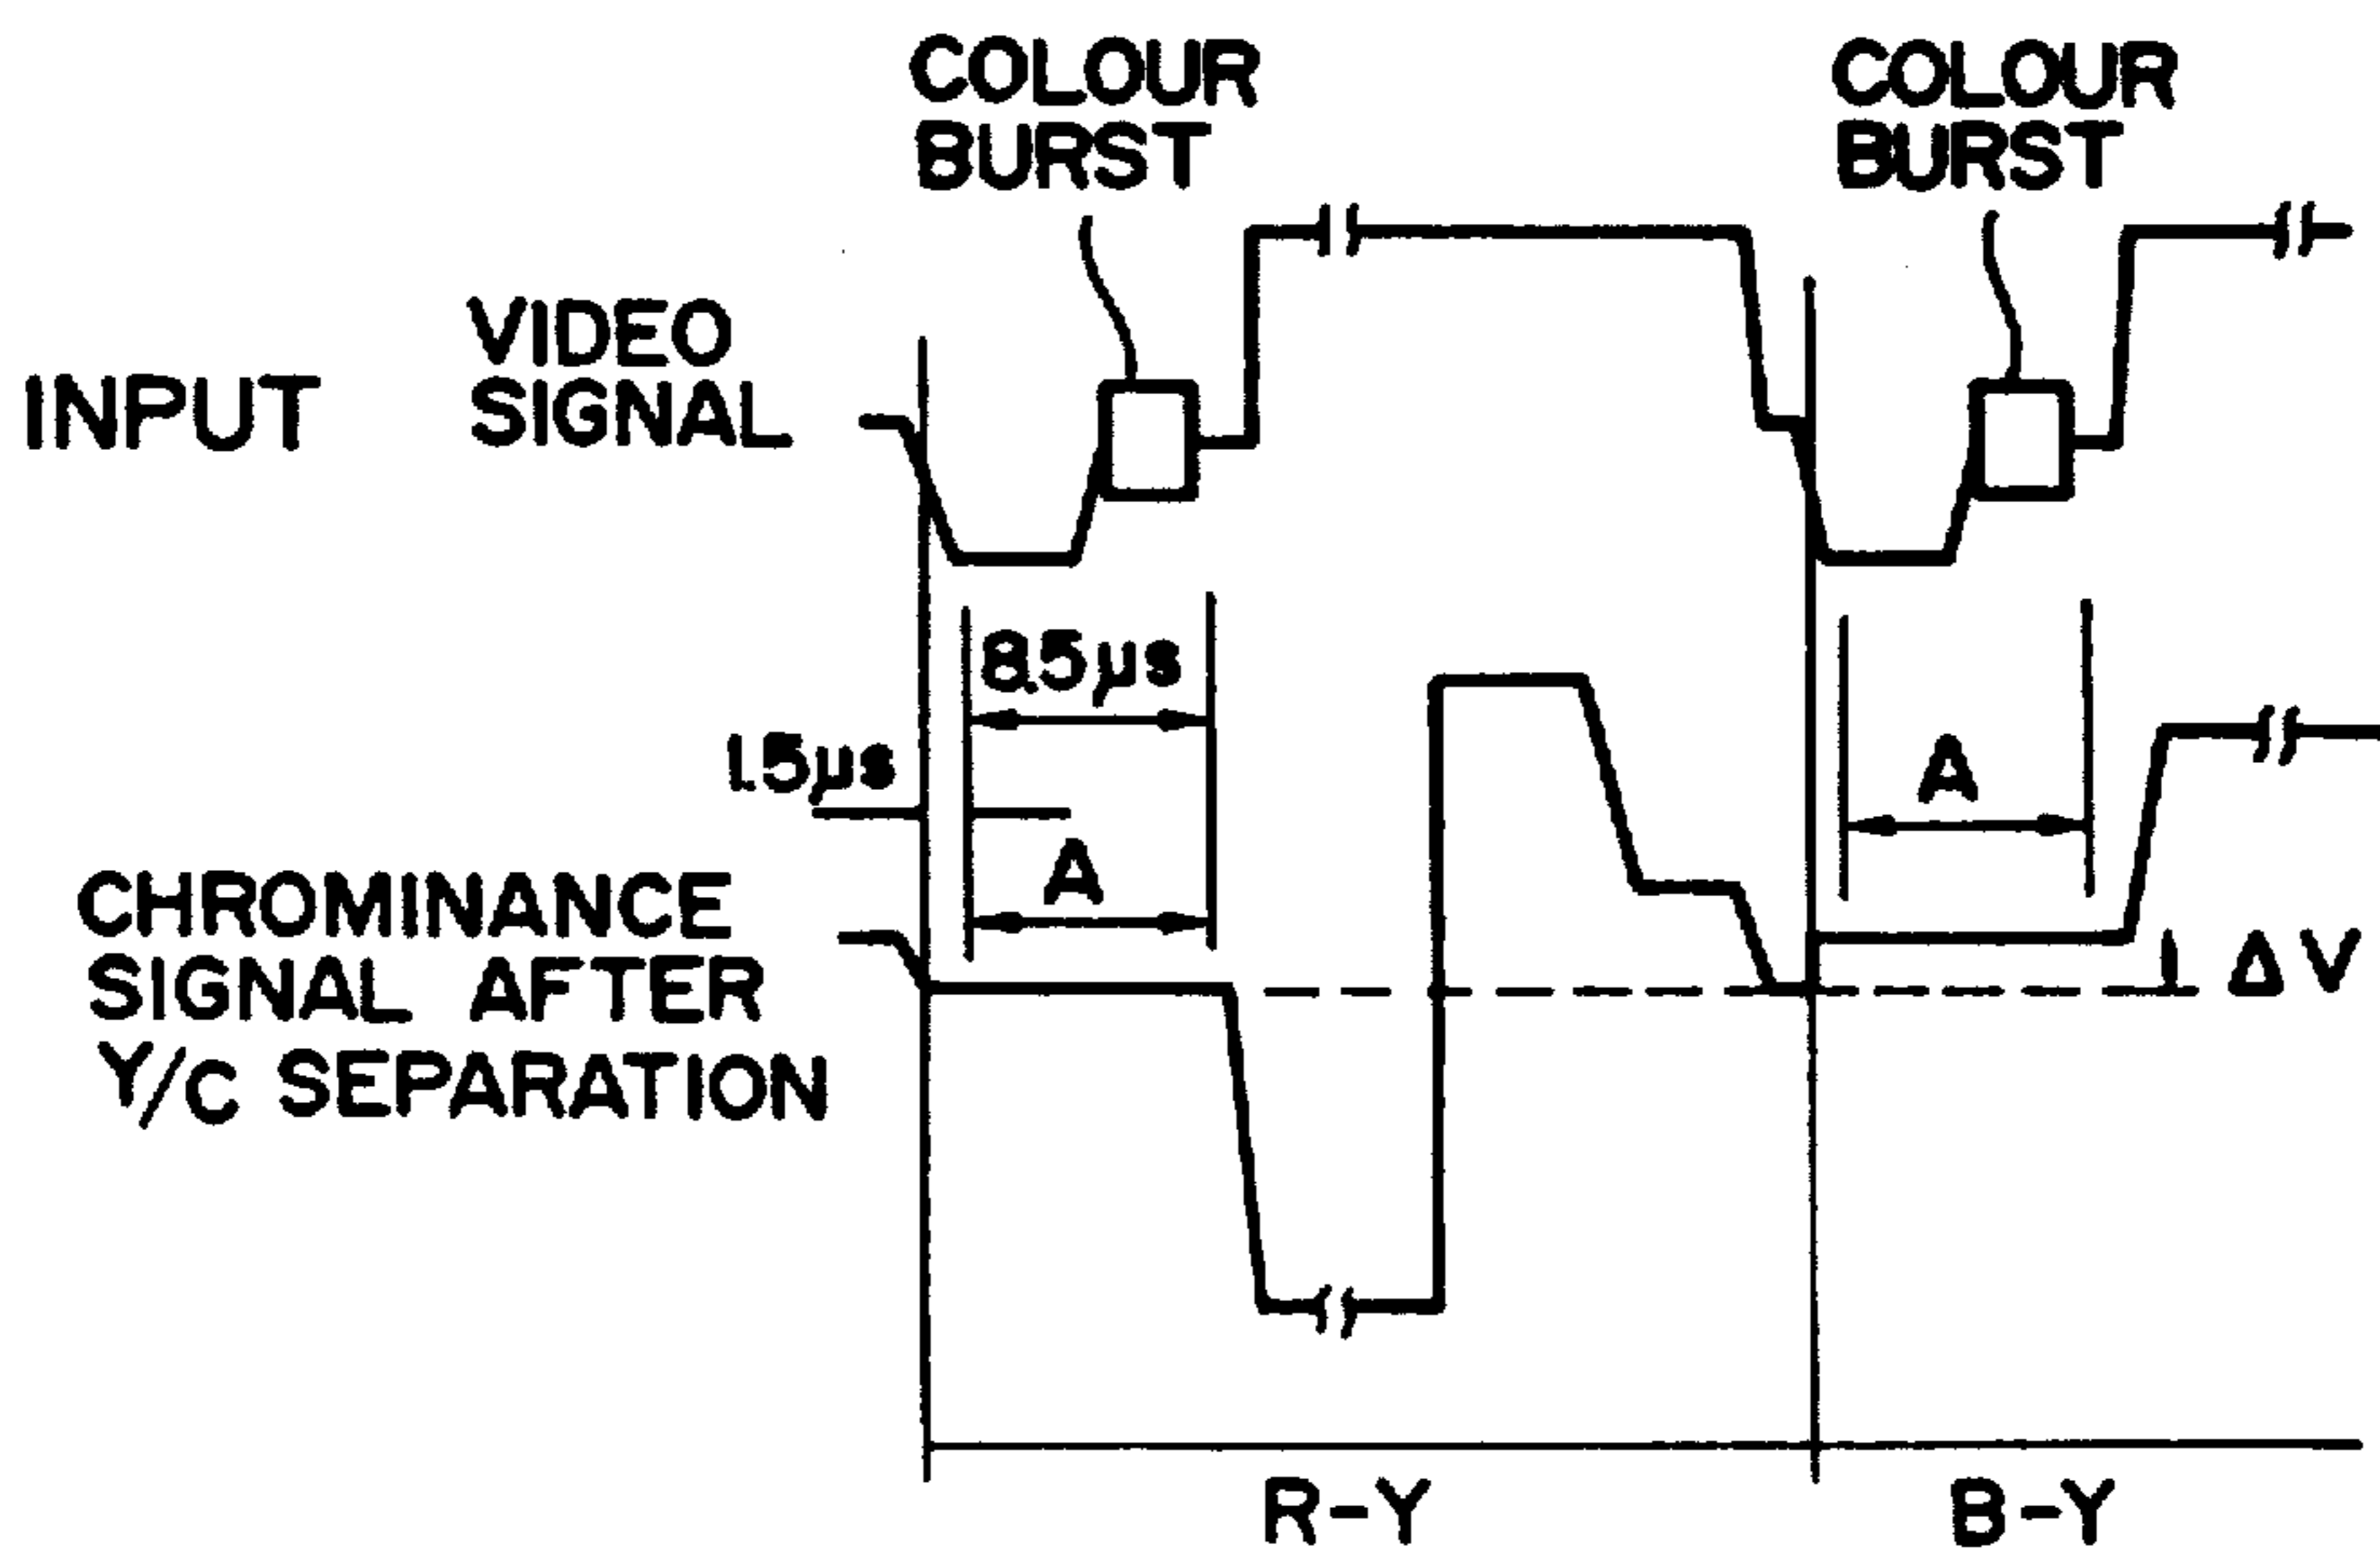 COLOUR
BURST
COLOUR
BURST
VIDEO
SIGNAL
INPUT
8.5µs
1.5µs
A
A
CHROMINANCE
SIGNAL AFTER
Y/C SEPARATION
ΔV
R-Y
B-Y